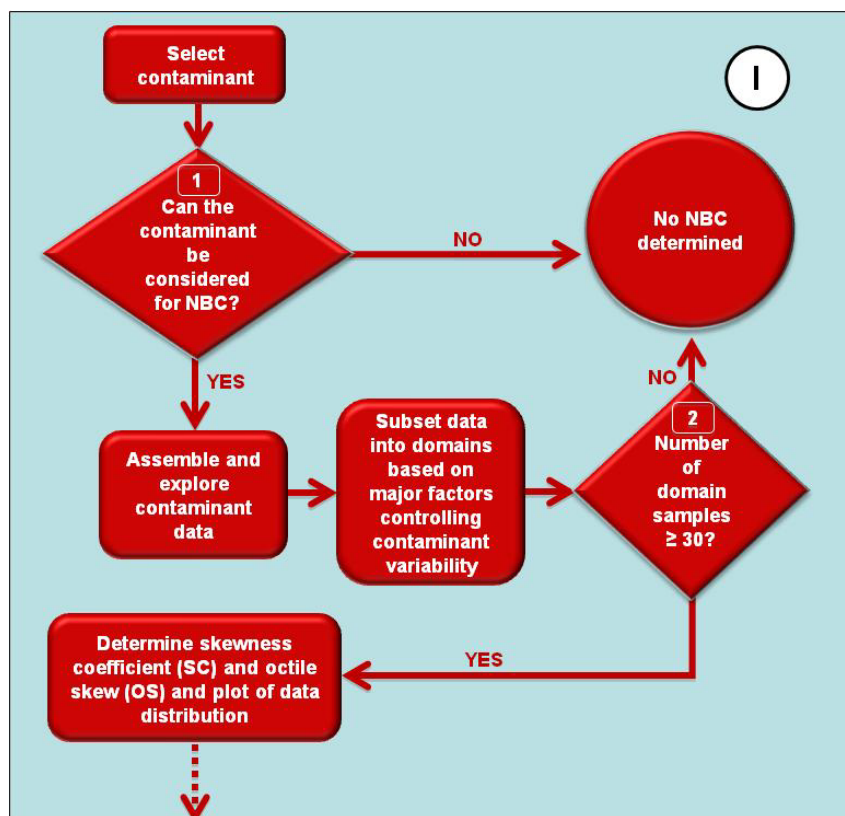 Select
contaminant
I
1
Can the
contaminant
be
considered
for NBC?
NO
No NBC
determined
YES
Assemble and
explore
contaminant
data
Subset data
into domains
based on
major factors
controlling
contaminant
variability
NO
2
Number
of
domain
samples
≥ 30?
YES
Determine skewness
coefficient (SC) and octile
skew (OS) and plot of data
distribution